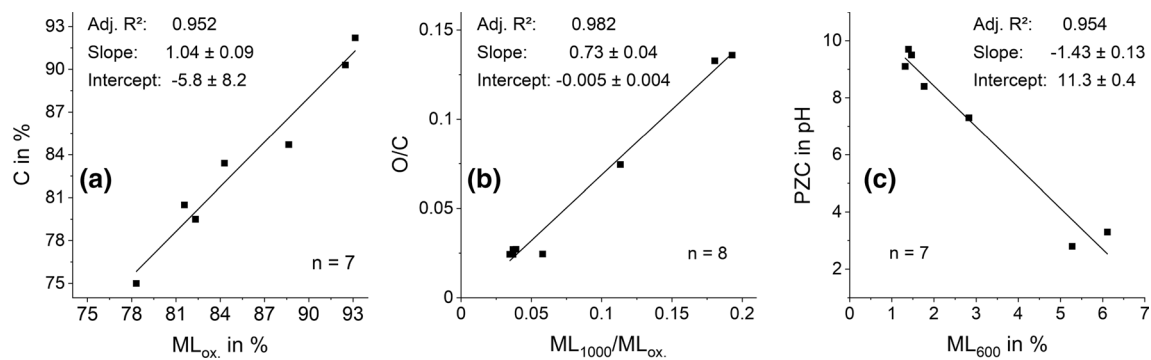 Adj. R²: 0.952
Slope: 1.04 ± 0.09
Intercept: -5.8 ± 8.2
93
90
87
84
81
78
75
C in %
(a)
n = 7
75 78 81 84 87 90 93
ML_ox. in %
Adj. R²: 0.982
Slope: 0.73 ± 0.04
Intercept: -0.005 ± 0.004
0.15
0.1
0.05
0
O/C
(b)
n = 8
0 0.05 0.1 0.15 0.2
ML_1000/ML_ox.
Adj. R²: 0.954
Slope: -1.43 ± 0.13
Intercept: 11.3 ± 0.4
10
8
6
4
2
PZC in pH
(c)
n = 7
0 1 2 3 4 5 6 7
ML_600 in %